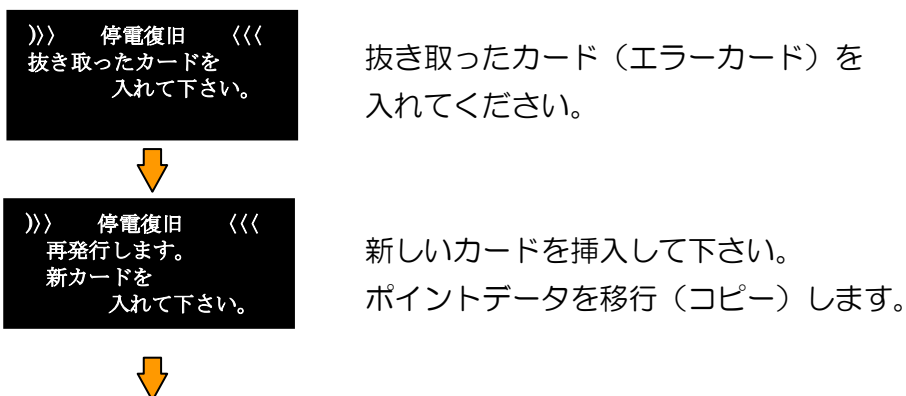 》〉 停電復旧 〈《
抜き取ったカードを
入れて下さい。
抜き取ったカード（エラーカード）を
入れてください。
》〉 停電復旧 〈《
再発行します。
新カードを
入れて下さい。
新しいカードを挿入して下さい。
ポイントデータを移行（コピー）します。